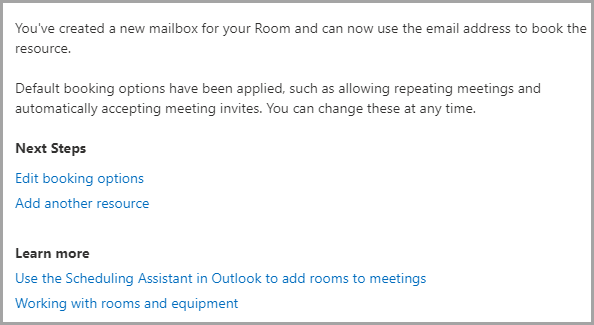 You've created a new mailbox for your Room and can now use the email address to book the
resource.
Default booking options have been applied, such as allowing repeating meetings and
automatically accepting meeting invites. You can change these at any time.
Next Steps
Edit booking options
Add another resource
Learn more
Use the Scheduling Assistant in Outlook to add rooms to meetings
Working with rooms and equipment